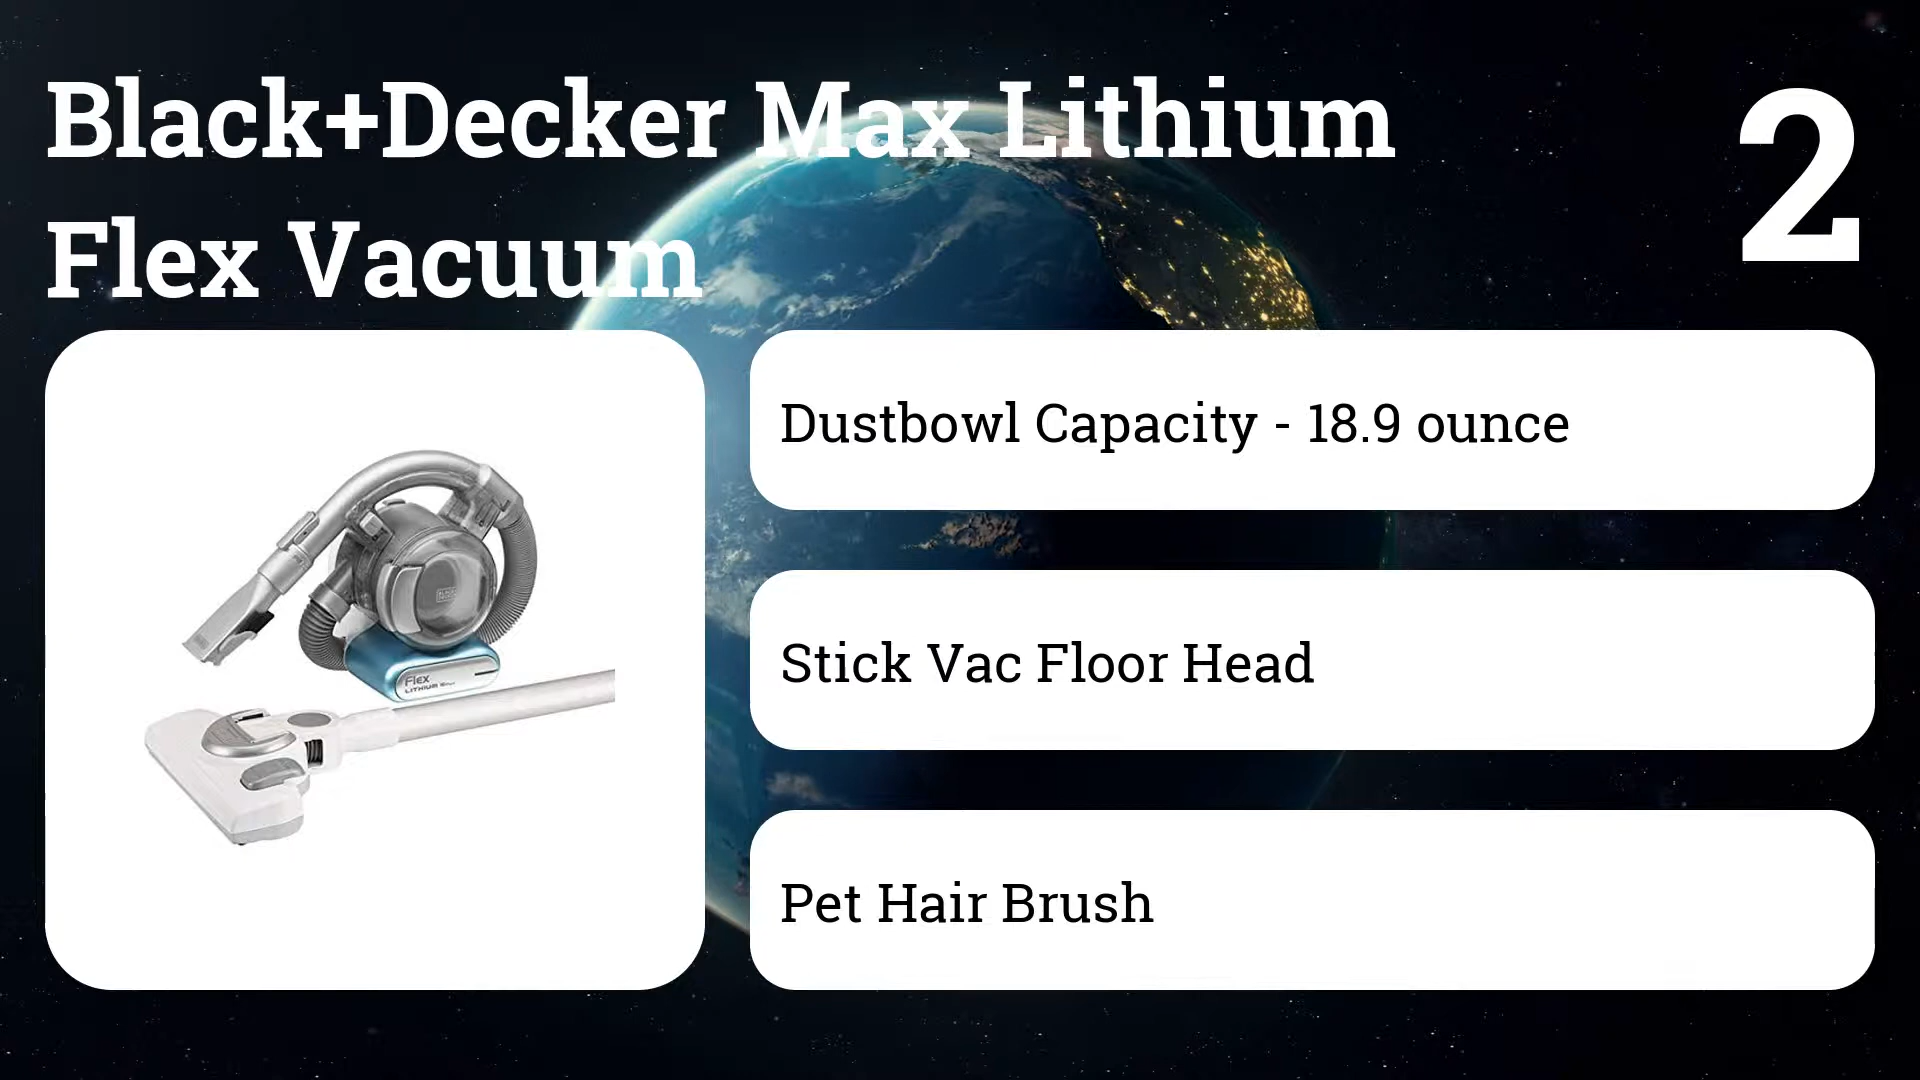 Black+Decker Max Lithium
Flex Vacuum
2
Dustbowl Capacity - 18.9 ounce
Stick Vac Floor Head
Pet Hair Brush
Flex
LITHIUM